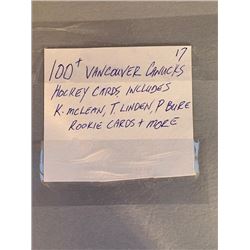 17
100+ VANCOUVER CANUCKS
HOCKEY CARDS INCLUDES
K. MCLEAN, T LINDEN, P BURE
ROOKIE CARDS + MORE